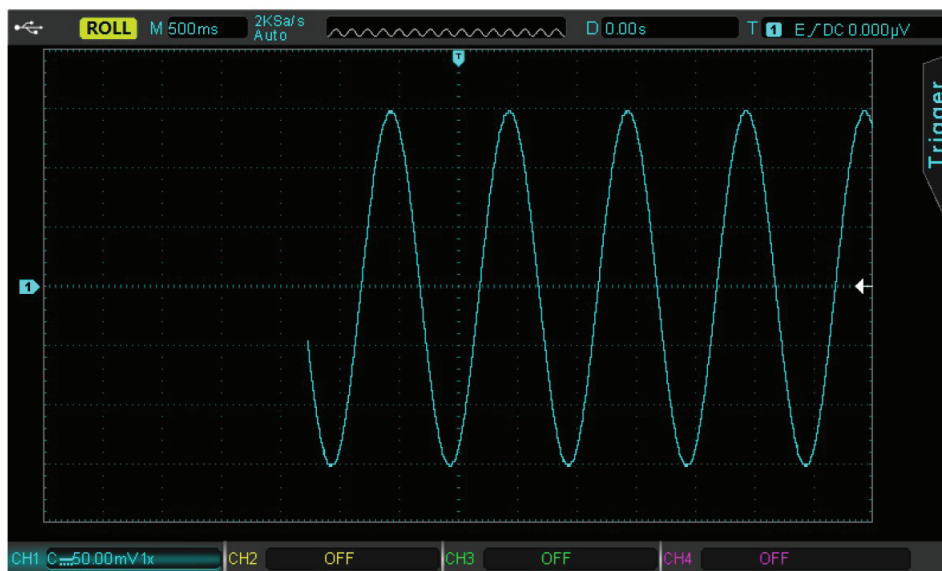 ROLL M 500ms 2KSa/s Auto D 0.00s T 1 E DC 0.000µV
T
Trigger
1
CH1 C 50.00mV 1x CH2 OFF CH3 OFF CH4 OFF